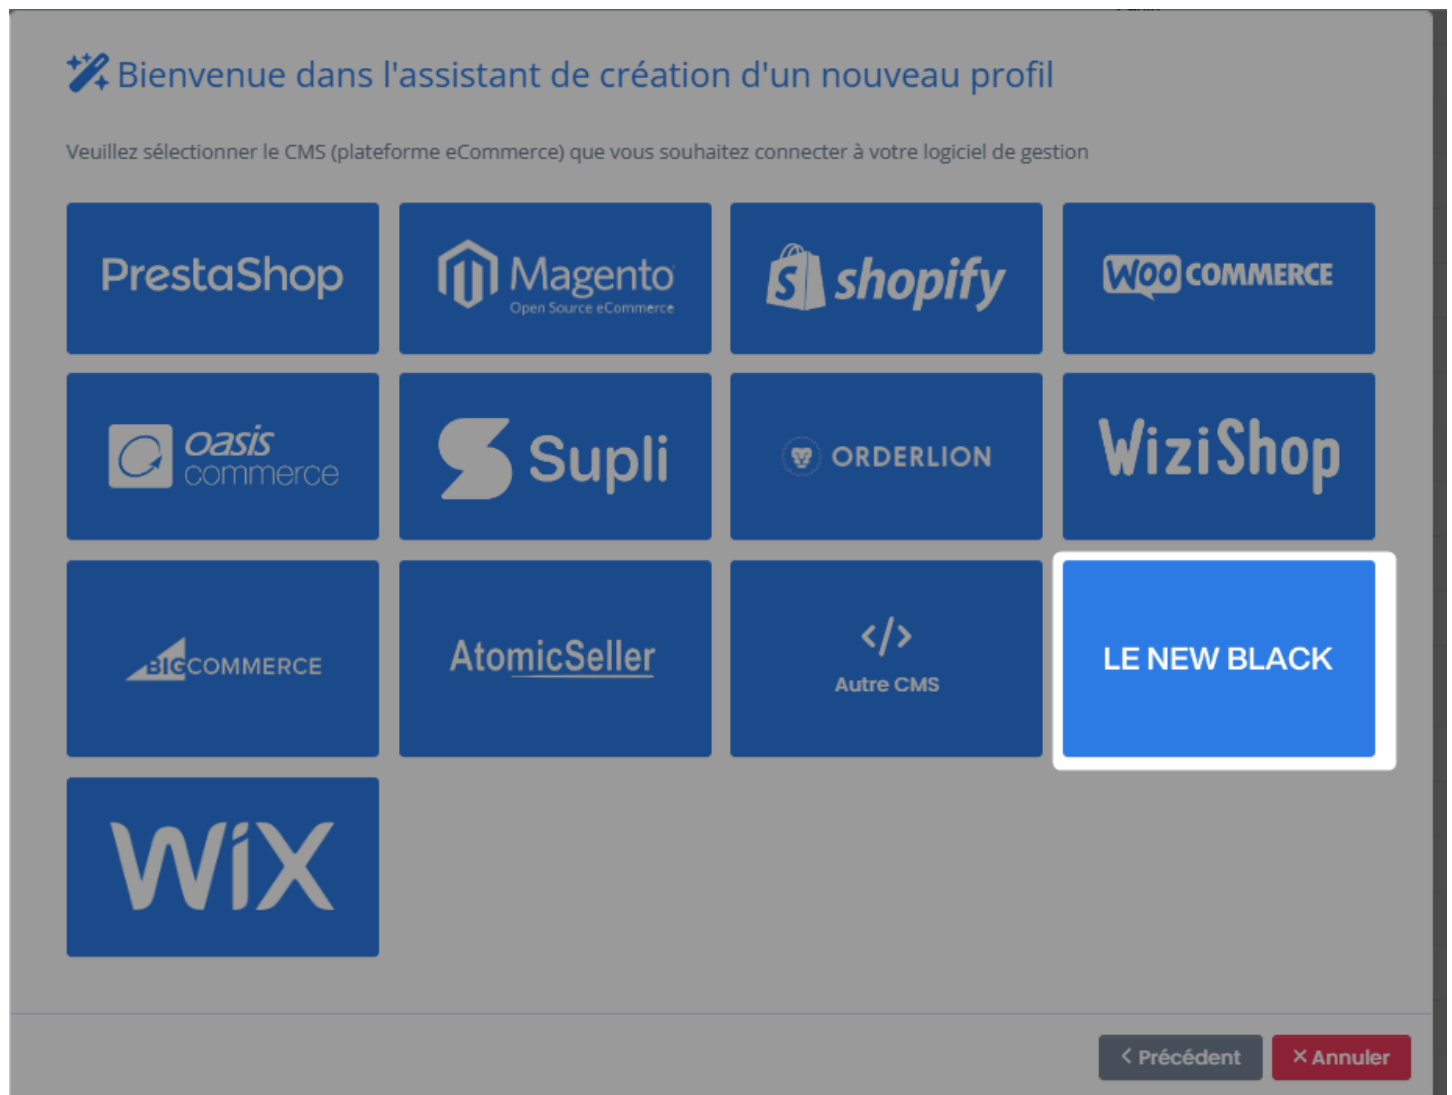 Bienvenue dans l'assistant de création d'un nouveau profil
Veuillez sélectionner le CMS (plateforme eCommerce) que vous souhaitez connecter à votre logiciel de gestion
PrestaShop
Magento
Open Source eCommerce
shopify
WOO COMMERCE
oasis
commerce
Supli
ORDERLION
WiziShop
BIGCOMMERCE
AtomicSeller
</>
Autre CMS
LE NEW BLACK
WiX
< Précédent
× Annuler